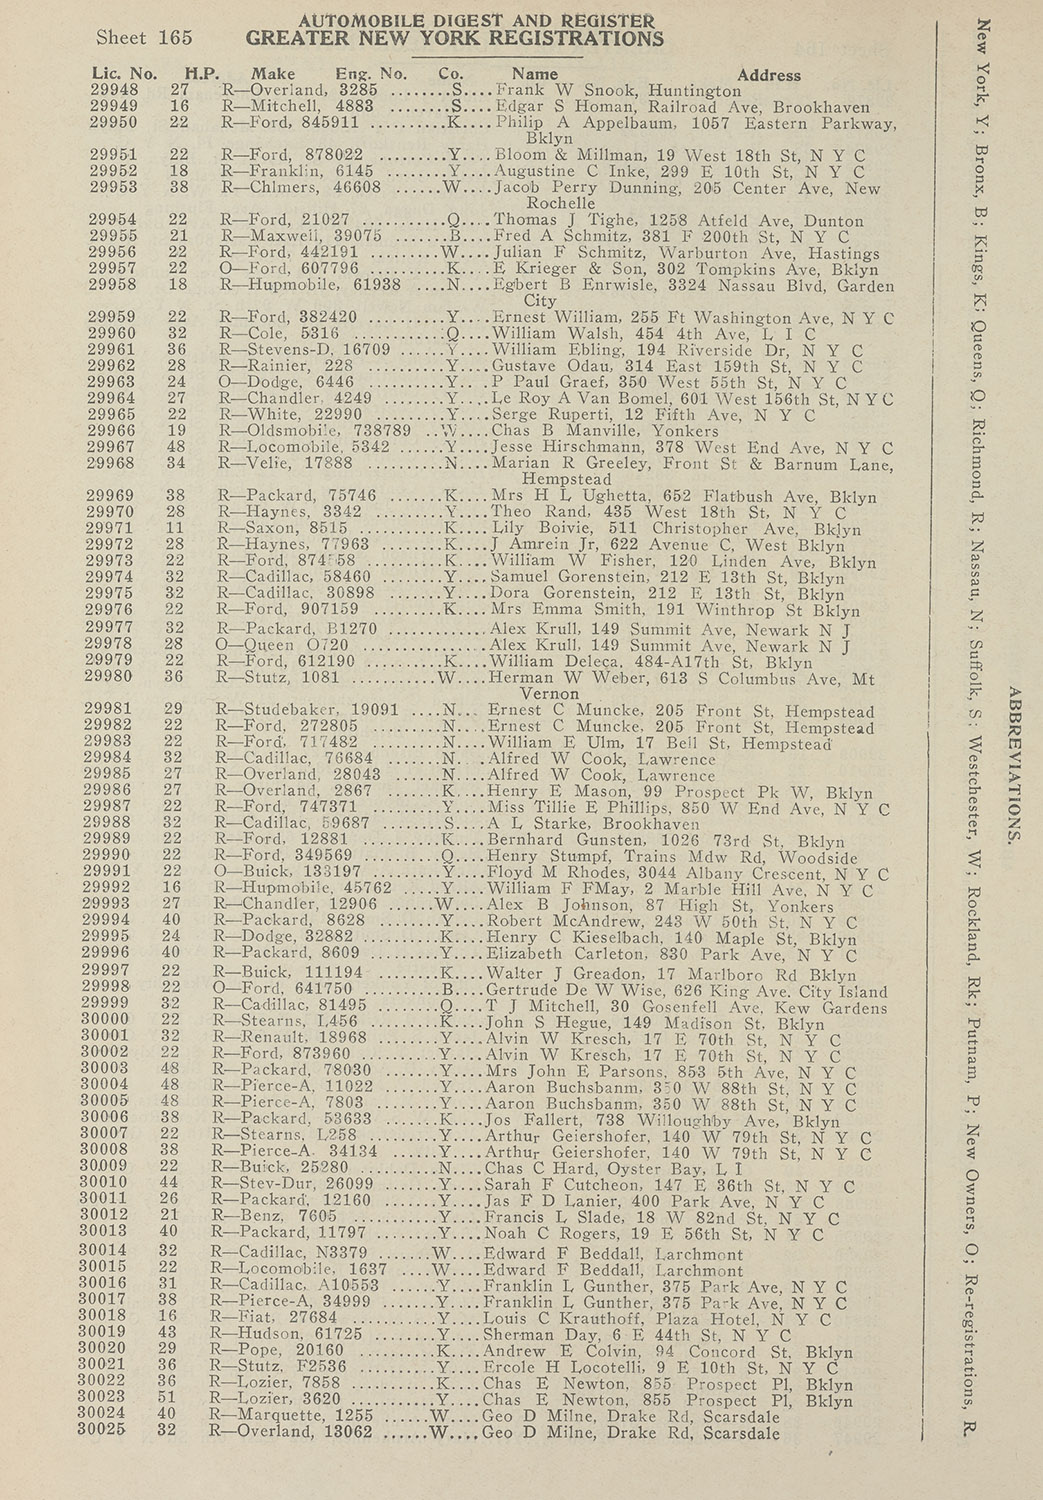 AUTOMOBILE DIGEST AND REGISTER
Sheet 165 GREATER NEW YORK REGISTRATIONS
Lic. No. H.P. Make Eng. No. Co. Name Address
29948 27 R—Overland, 3285 ........S....Frank W Snook, Huntington
29949 16 R—Mitchell, 4883 ........S....Edgar S Homan, Railroad Ave, Brookhaven
29950 22 R—Ford, 845911 ..........K....Philip A Appelbaum, 1057 Eastern Parkway,
Bklyn
29951 22 R—Ford, 878022 .........Y....Bloom & Millman, 19 West 18th St, N Y C
29952 18 R—Franklin, 6145 .......Y....Augustine C Inke, 299 E 10th St, N Y C
29953 38 R—Chlmers, 46608 ......W....Jacob Perry Dunning, 205 Center Ave, New
Rochelle
29954 22 R—Ford, 21027 ..........Q....Thomas J Tighe, 1258 Atfeld Ave, Dunton
29955 21 R—Maxwell, 39075 .......B....Fred A Schmitz, 381 F 200th St, N Y C
29956 22 R—Ford, 442191 .........W....Julian F Schmitz, Warburton Ave, Hastings
29957 22 O—Ford, 607796 .........K....E Krieger & Son, 302 Tompkins Ave, Bklyn
29958 18 R—Hupmobile, 61938 ....N....Egbert B Enrwisle, 3324 Nassau Blvd, Garden
City
29959 22 R—Ford, 382420 .........Y....Ernest William, 255 Ft Washington Ave, N Y C
29960 32 R—Cole, 5316 ..........Q....William Walsh, 454 4th Ave, L I C
29961 36 R—Stevens-D, 16709 ......Y....William Ebling, 194 Riverside Dr, N Y C
29962 28 R—Rainier, 228 .........Y....Gustave Odau, 314 East 159th St, N Y C
29963 24 O—Dodge, 6446 .........Y.. .P Paul Graef, 350 West 55th St, N Y C
29964 27 R—Chandler, 4249 .......Y....Le Roy A Van Bomel, 601 West 156th St, N Y C
29965 22 R—White, 22990 .........Y....Serge Ruperti, 12 Fifth Ave, N Y C
29966 19 R—Oldsmobile, 738789 ..W....Chas B Manville, Yonkers
29967 48 R—Locomobile, 5342 ......Y....Jesse Hirschmann, 378 West End Ave, N Y C
29968 34 R—Velie, 17888 ..........N....Marian R Greeley, Front St & Barnum Lane,
Hempstead
29969 38 R—Packard, 75746 .......K....Mrs H L Ughetta, 652 Flatbush Ave, Bklyn
29970 28 R—Haynes, 3342 .........Y....Theo Rand, 435 West 18th St, N Y C
29971 11 R—Saxon, 8515 ..........K....Lily Boivie, 511 Christopher Ave, Bklyn
29972 28 R—Haynes, 77963 ........K....J Amrein Jr, 622 Avenue C, West Bklyn
29973 22 R—Ford, .........K....William W Fisher, 120 Linden Ave, Bklyn
29974 32 R—Cadillac, 58460 ......Y....Samuel Gorenstein, 212 E 13th St, Bklyn
29975 32 R—Cadillac, 30898 ......Y....Dora Gorenstein, 212 E 13th St, Bklyn
29976 22 R—Ford, 907159 .........K....Mrs Emma Smith, 191 Winthrop St Bklyn
29977 32 R—Packard, B1270 ............Alex Krull, 149 Summit Ave, Newark N J
29978 28 O—Queen O720 ...............Alex Krull, 149 Summit Ave, Newark N J
29979 22 R—Ford, 612190 .........K....William Deleça, 484-A17th St, Bklyn
29980 36 R—Stutz, 1081 ..........W....Herman W Weber, 613 S Columbus Ave, Mt
Vernon
29981 29 R—Studebaker, 19091 ....N... Ernest C Muncke, 205 Front St, Hempstead
29982 22 R—Ford, 272805 .........N....Ernest C Muncke, 205 Front St, Hempstead
29983 22 R—Ford, 717482 .........N....William E Ulm, 17 Bell St, Hempstead
29984 32 R—Cadillac, 76684 ......N. . .Alfred W Cook, Lawrence
29985 27 R—Overland, 28043 ......N....Alfred W Cook, Lawrence
29986 27 R—Overland, 2867 .......K....Henry E Mason, 99 Prospect Pk W, Bklyn
29987 22 R—Ford, 747371 .........Y....Miss Tillie E Phillips, 850 W End Ave, N Y C
29988 32 R—Cadillac, 59687 .......S....A L Starke, Brookhaven
29989 22 R—Ford, 12881 ..........K....Bernhard Gunsten, 1026 73rd St, Bklyn
29990 22 R—Ford, 349569 .........Q....Henry Stumpf, Trains Mdw Rd, Woodside
29991 22 O—Buick, 133197 ........Y....Floyd M Rhodes, 3044 Albany Crescent, N Y C
29992 16 R—Hupmobile, 45762 .....Y....William F FMay, 2 Marble Hill Ave, N Y C
29993 27 R—Chandler, 12906 ......W....Alex B Johnson, 87 High St, Yonkers
29994 40 R—Packard, 8628 ........Y....Robert McAndrew, 243 W 50th St, N Y C
29995 24 R—Dodge, 32882 ..........K....Henry C Kieselbach, 140 Maple St, Bklyn
29996 40 R—Packard, 8609 ........Y....Elizabeth Carleton, 830 Park Ave, N Y C
29997 22 R—Buick, 111194 ........K....Walter J Greadon, 17 Marlboro Rd Bklyn
29998 22 O—Ford, 641750 .........B....Gertrude De W Wise, 626 King Ave. City Island
29999 32 R—Cadillac, 81495 .......Q....T J Mitchell, 30 Gosenfell Ave, Kew Gardens
30000 22 R—Stearns, L456 ........K....John S Hegue, 149 Madison St, Bklyn
30001 32 R—Renault, 18968 .......Y....Alvin W Kresch, 17 E 70th St, N Y C
30002 22 R—Ford, 873960 .........Y....Alvin W Kresch, 17 E 70th St, N Y C
30003 48 R—Packard, 78030 .......Y....Mrs John E Parsons, 853 5th Ave, N Y C
30004 48 R—Pierce-A, 11022 ......Y....Aaron Buchsbanm, 350 W 88th St, N Y C
30005 48 R—Pierce-A, 7803 .......Y....Aaron Buchsbanm, 350 W 88th St, N Y C
30006 38 R—Packard, 53633 .......K....Jos Fallert, 738 Willoughby Ave, Bklyn
30007 22 R—Stearns, L258 ........Y....Arthur Geiershofer, 140 W 79th St, N Y C
30008 38 R—Pierce-A. 34134 ......Y....Arthur Geiershofer, 140 W 79th St, N Y C
30009 22 R—Buick, 25280 .........N....Chas C Hard, Oyster Bay, L I
30010 44 R—Stev-Dur, 26099 ......Y....Sarah F Cutcheon, 147 E 36th St, N Y C
30011 26 R—Packard, 12160 .......Y....Jas F D Lanier, 400 Park Ave, N Y C
30012 21 R—Benz, 7605 ..........Y....Francis L Slade, 18 W 82nd St, N Y C
30013 40 R—Packard, 11797 .......Y....Noah C Rogers, 19 E 56th St, N Y C
30014 32 R—Cadillac, N3379 ......W....Edward F Beddall, Larchmont
30015 22 R—Locomobile, 1637 ....W....Edward F Beddall, Larchmont
30016 31 R—Cadillac, A10553 .....Y....Franklin L Gunther, 375 Park Ave, N Y C
30017 38 R—Pierce-A, 34999 ......Y....Franklin L Gunther, 375 Park Ave, N Y C
30018 16 R—Fiat, 27684 ..........Y....Louis C Krauthoff, Plaza Hotel, N Y C
30019 43 R—Hudson, 61725 .......Y....Sherman Day, 6 E 44th St, N Y C
30020 29 R—Pope, 20160 .........K....Andrew E Colvin, 94 Concord St, Bklyn
30021 36 R—Stutz, F2536 .........Y....Ercole H Locotelli, 9 E 10th St, N Y C
30022 36 R—Lozier, 7858 .........K....Chas E Newton, 855 Prospect Pl, Bklyn
30023 51 R—Lozier, 3620 .........Y....Chas E Newton, 855 Prospect Pl, Bklyn
30024 40 R—Marquette, 1255 ......W....Geo D Milne, Drake Rd, Scarsdale
30025 32 R—Overland, 13062 ......W....Geo D Milne, Drake Rd, Scarsdale
ABBREVIATIONS.
New York, Y; Bronx, B; Kings, K; Queens, Q; Richmond, R; Nassau, N; Suffolk, S; Westchester, W; Rockland, Rk; Putnam, P; New Owners, O; Re-registrations, R.